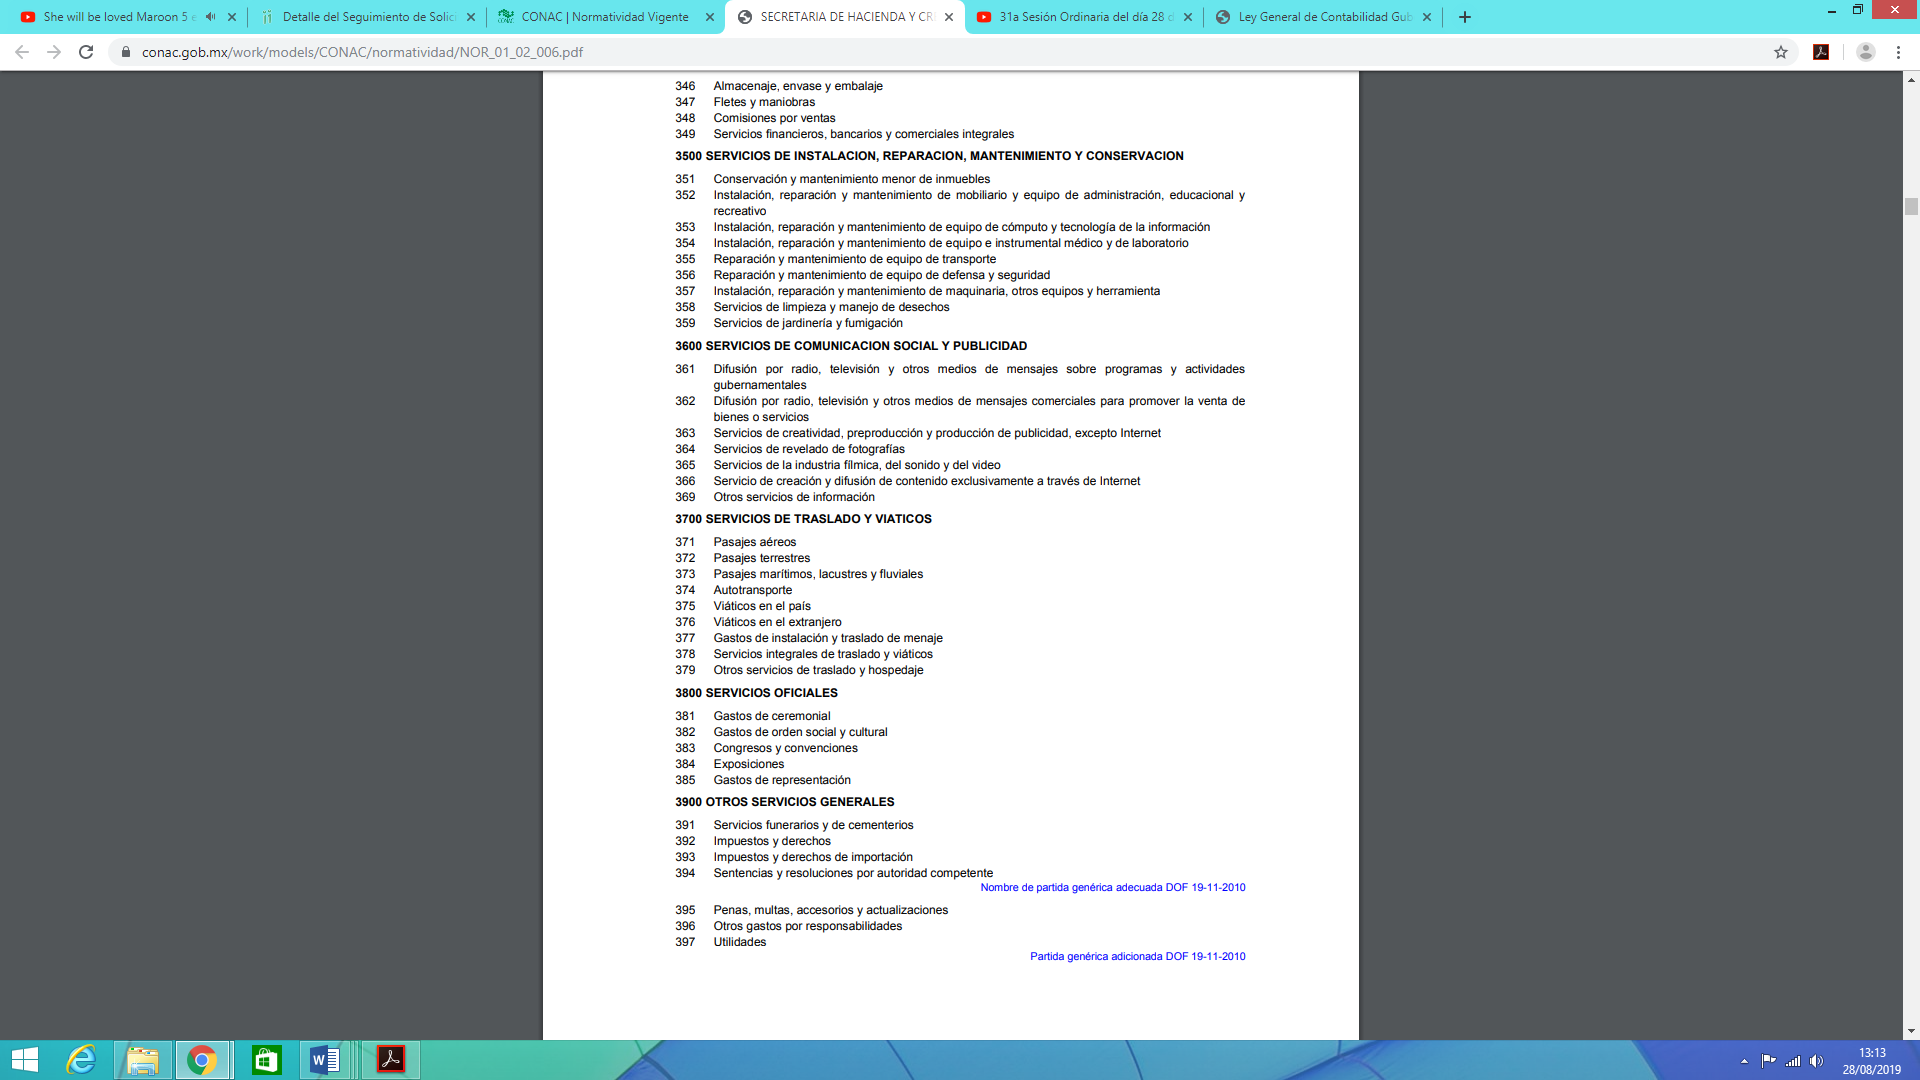 She will be loved Maroon 5
Detalle del Seguimiento de Solic
CONAC | Normatividad Vigente
SECRETARIA DE HACIENDA Y CR
31a Sesión Ordinaria del día 28 d
Ley General de Contabilidad Gub
conac.gob.mx/work/models/CONAC/normatividad/NOR_01_02_006.pdf
346 Almacenaje, envase y embalaje
347 Fletes y maniobras
348 Comisiones por ventas
349 Servicios financieros, bancarios y comerciales integrales
3500 SERVICIOS DE INSTALACION, REPARACION, MANTENIMIENTO Y CONSERVACION
351 Conservación y mantenimiento menor de inmuebles
352 Instalación, reparación y mantenimiento de mobiliario y equipo de administración, educacional y
recreativo
353 Instalación, reparación y mantenimiento de equipo de cómputo y tecnología de la información
354 Instalación, reparación y mantenimiento de equipo e instrumental médico y de laboratorio
355 Reparación y mantenimiento de equipo de transporte
356 Reparación y mantenimiento de equipo de defensa y seguridad
357 Instalación, reparación y mantenimiento de maquinaria, otros equipos y herramienta
358 Servicios de limpieza y manejo de desechos
359 Servicios de jardinería y fumigación
3600 SERVICIOS DE COMUNICACION SOCIAL Y PUBLICIDAD
361 Difusión por radio, televisión y otros medios de mensajes sobre programas y actividades
gubernamentales
362 Difusión por radio, televisión y otros medios de mensajes comerciales para promover la venta de
bienes o servicios
363 Servicios de creatividad, preproducción y producción de publicidad, excepto Internet
364 Servicios de revelado de fotografías
365 Servicios de la industria fílmica, del sonido y del video
366 Servicio de creación y difusión de contenido exclusivamente a través de Internet
369 Otros servicios de información
3700 SERVICIOS DE TRASLADO Y VIATICOS
371 Pasajes aéreos
372 Pasajes terrestres
373 Pasajes marítimos, lacustres y fluviales
374 Autotransporte
375 Viáticos en el país
376 Viáticos en el extranjero
377 Gastos de instalación y traslado de menaje
378 Servicios integrales de traslado y viáticos
379 Otros servicios de traslado y hospedaje
3800 SERVICIOS OFICIALES
381 Gastos de ceremonial
382 Gastos de orden social y cultural
383 Congresos y convenciones
384 Exposiciones
385 Gastos de representación
3900 OTROS SERVICIOS GENERALES
391 Servicios funerarios y de cementerios
392 Impuestos y derechos
393 Impuestos y derechos de importación
394 Sentencias y resoluciones por autoridad competente
Nombre de partida genérica adecuada DOF 19-11-2010
395 Penas, multas, accesorios y actualizaciones
396 Otros gastos por responsabilidades
397 Utilidades
Partida genérica adicionada DOF 19-11-2010
13:13
28/08/2019